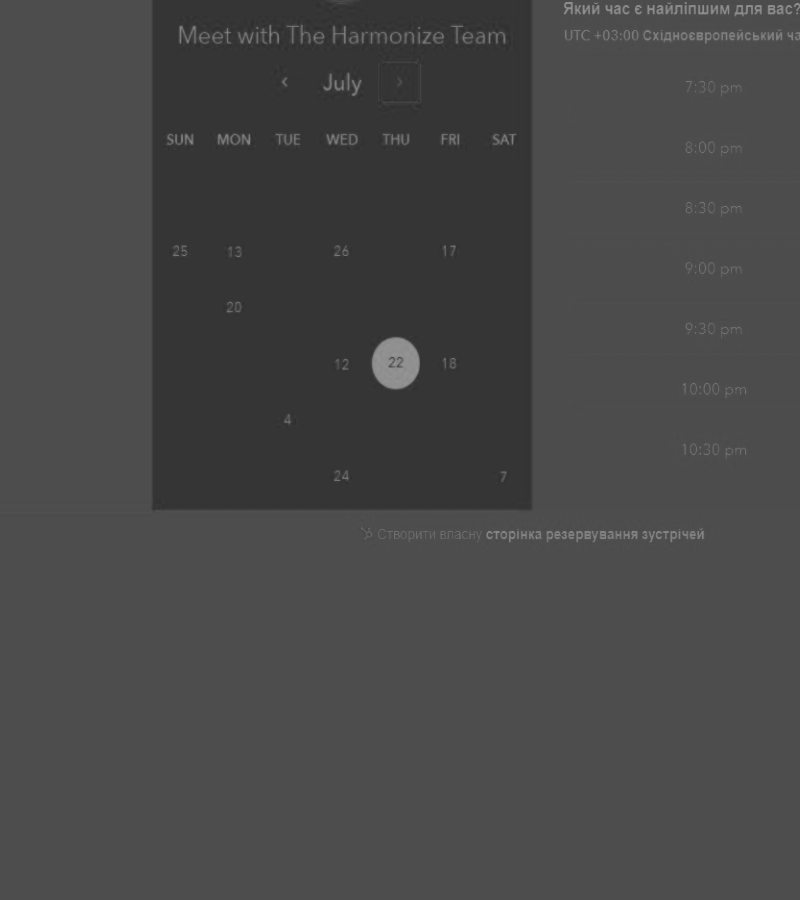 Який час є найліпшим для вас?
Meet with The Harmonize Team
UTC +03:00 Східноєвропейський ча
‹ July ›
SUN MON TUE WED THU FRI SAT
25 13 26 17
20
12 22 18
4
24 7
7:30 pm
8:00 pm
8:30 pm
9:00 pm
9:30 pm
10:00 pm
10:30 pm
Створити власну сторінка резервування зустрічей